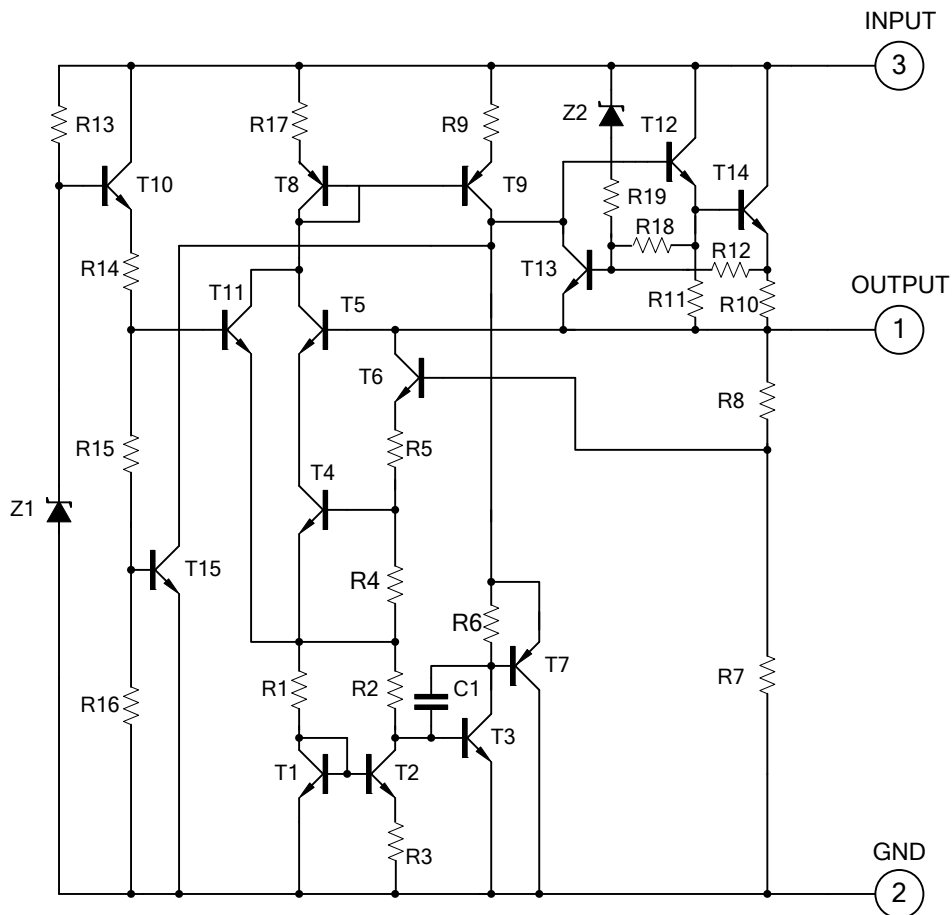 INPUT
3
R13
R17
R9
Z2
T12
T10
T8
T9
T14
R19
R18
R12
R14
T13
T11
T5
R11
R10
OUTPUT
1
T6
R8
R15
R5
Z1
T4
T15
R4
R6
T7
R1
R2
C1
R7
R16
T3
T1
T2
R3
GND
2